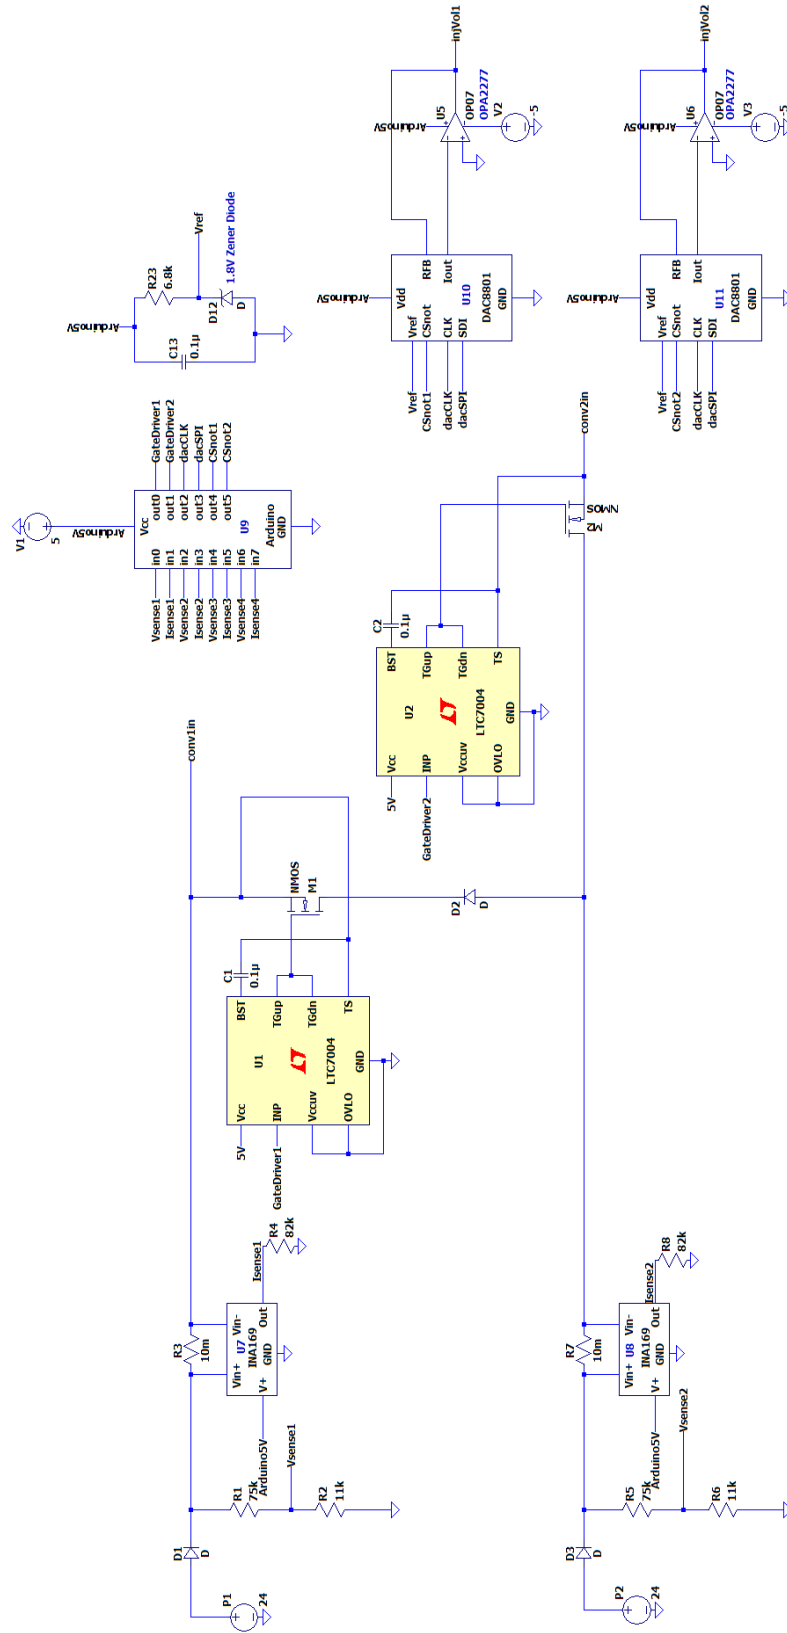 P1
24
D1
D
R1
75k
R2
11k
Vsense1
Arduino5V
R3
10m
Vin+
Vin-
U7
INA169
V+
GND
Out
Isense1
R4
82k
5V
GateDriver1
Vcc
BST
INP
TGup
U1
Vccuv
TGdn
LTC7004
OVLO
TS
GND
C1
0.1µ
NMOS
M1
conv1in
D2
D
V1
5
Arduino5V
Vcc
Vsense1
in0
out0
GateDriver1
Isense1
in1
out1
GateDriver2
Vsense2
in2
out2
dacCLK
Isense2
in3
out3
dacSPI
Vsense3
in4
out4
CSnot1
Isense3
in5
out5
CSnot2
Vsense4
in6
Isense4
in7
U9
Arduino
GND
Arduino5V
R23
6.8k
C13
0.1µ
Vref
D12
D
1.8V Zener Diode
P2
24
D3
D
R5
75k
R6
11k
Vsense2
Arduino5V
R7
10m
Vin+
Vin-
U8
INA169
V+
GND
Out
Isense2
R8
82k
5V
GateDriver2
Vcc
BST
INP
TGup
U2
Vccuv
TGdn
LTC7004
OVLO
TS
GND
C2
0.1µ
M2
NMOS
conv2in
Arduino5V
Vdd
Vref
Vref
RFB
CSnot1
CSnot
dacCLK
CLK
Iout
dacSPI
SDI
U10
DAC8801
GND
Arduino5V
U5
OP07
OPA2277
V2
-5
injVol1
Arduino5V
Vdd
Vref
Vref
RFB
CSnot2
CSnot
dacCLK
CLK
Iout
dacSPI
SDI
U11
DAC8801
GND
Arduino5V
U6
OP07
OPA2277
V3
-5
injVol2